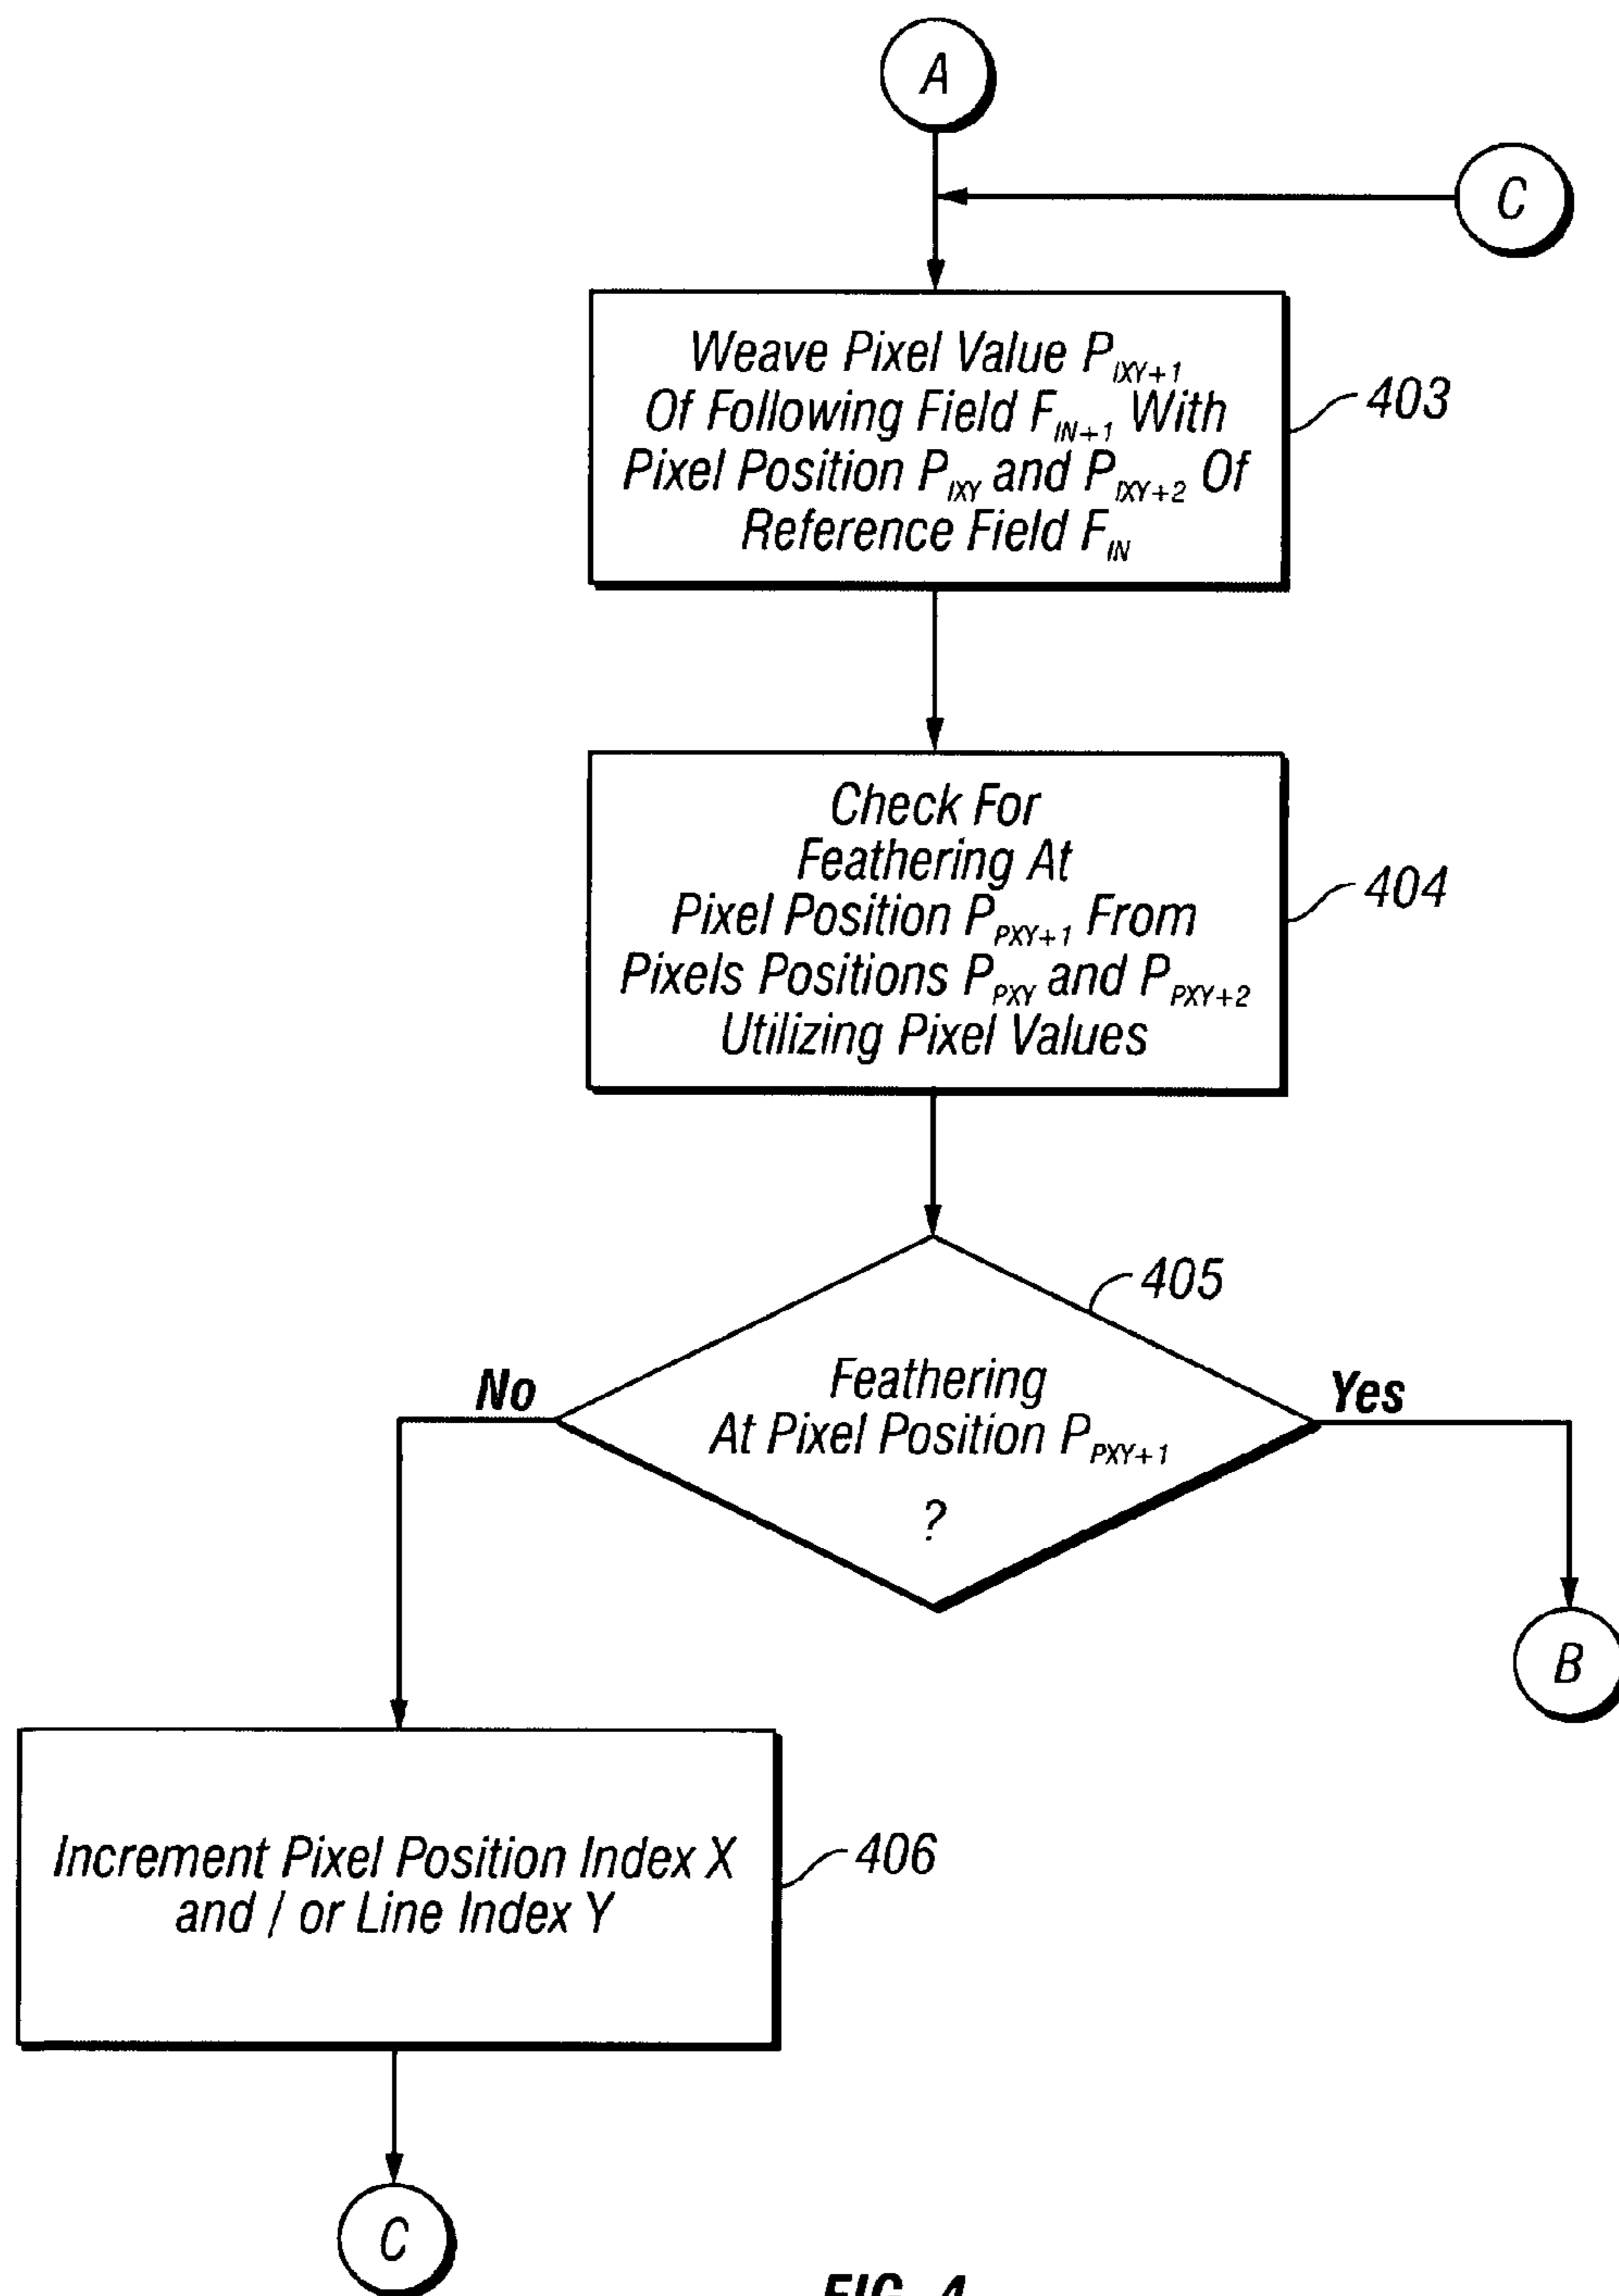 A
C
Weave Pixel Value P_IXY+1
Of Following Field F_IN+1 With
Pixel Position P_IXY and P_IXY+2 Of
Reference Field F_IN
403
Check For
Feathering At
Pixel Position P_PXY+1 From
Pixels Positions P_PXY and P_PXY+2
Utilizing Pixel Values
404
405
Feathering
At Pixel Position P_PXY+1
?
No
Yes
B
Increment Pixel Position Index X
and / or Line Index Y
406
C
FIG. 4